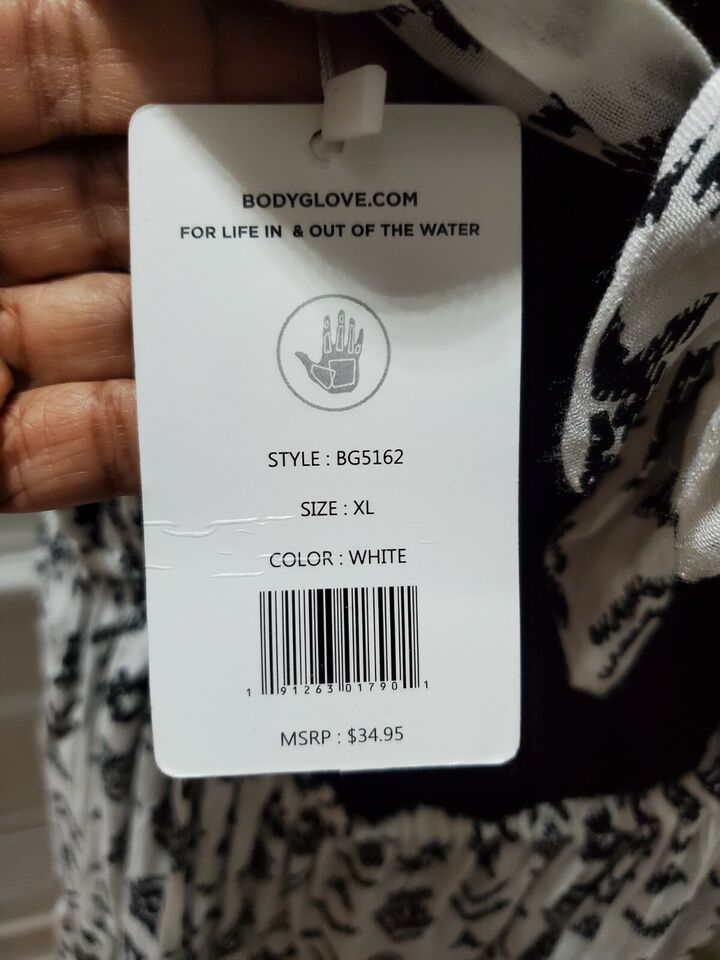 BODYGLOVE.COM
FOR LIFE IN & OUT OF THE WATER
STYLE : BG5162
SIZE : XL
COLOR : WHITE
1 91263 01790 1
MSRP : $34.95